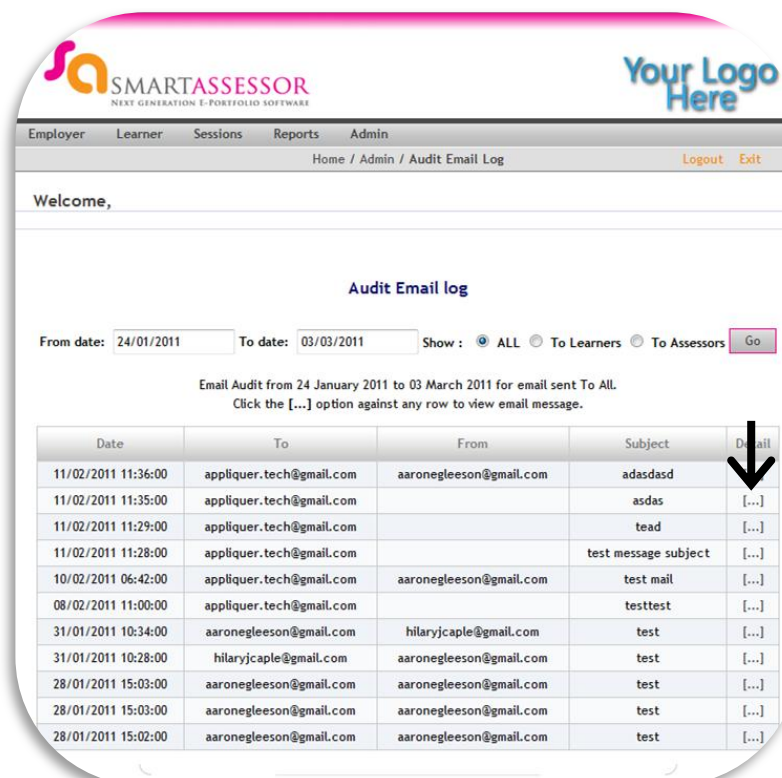 SMARTASSESSOR
NEXT GENERATION E-PORTFOLIO SOFTWARE
Your Logo
Here
Employer Learner Sessions Reports Admin
Home / Admin / Audit Email Log Logout Exit
Welcome,
Audit Email log
From date: 24/01/2011 To date: 03/03/2011 Show : ALL To Learners To Assessors Go
Email Audit from 24 January 2011 to 03 March 2011 for email sent To All.
Click the [...] option against any row to view email message.
Date To From Subject
11/02/2011 11:36:00 appliquer.tech@gmail.com aaronegleeson@gmail.com adasdasd
11/02/2011 11:35:00 appliquer.tech@gmail.com asdas [...]
11/02/2011 11:29:00 appliquer.tech@gmail.com tead [...]
11/02/2011 11:28:00 appliquer.tech@gmail.com test message subject [...]
10/02/2011 06:42:00 appliquer.tech@gmail.com aaronegleeson@gmail.com test mail [...]
08/02/2011 11:00:00 appliquer.tech@gmail.com testtest [...]
31/01/2011 10:34:00 aaronegleeson@gmail.com hilaryjcaple@gmail.com test [...]
31/01/2011 10:28:00 hilaryjcaple@gmail.com aaronegleeson@gmail.com test [...]
28/01/2011 15:03:00 aaronegleeson@gmail.com aaronegleeson@gmail.com test [...]
28/01/2011 15:03:00 aaronegleeson@gmail.com aaronegleeson@gmail.com test [...]
28/01/2011 15:02:00 aaronegleeson@gmail.com aaronegleeson@gmail.com test [...]